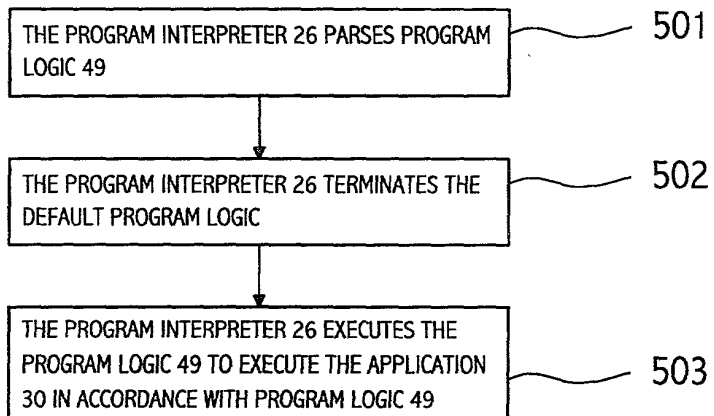 THE PROGRAM INTERPRETER 26 PARSES PROGRAM
LOGIC 49
501
THE PROGRAM INTERPRETER 26 TERMINATES THE
DEFAULT PROGRAM LOGIC
502
THE PROGRAM INTERPRETER 26 EXECUTES THE
PROGRAM LOGIC 49 TO EXECUTE THE APPLICATION
30 IN ACCORDANCE WITH PROGRAM LOGIC 49
503